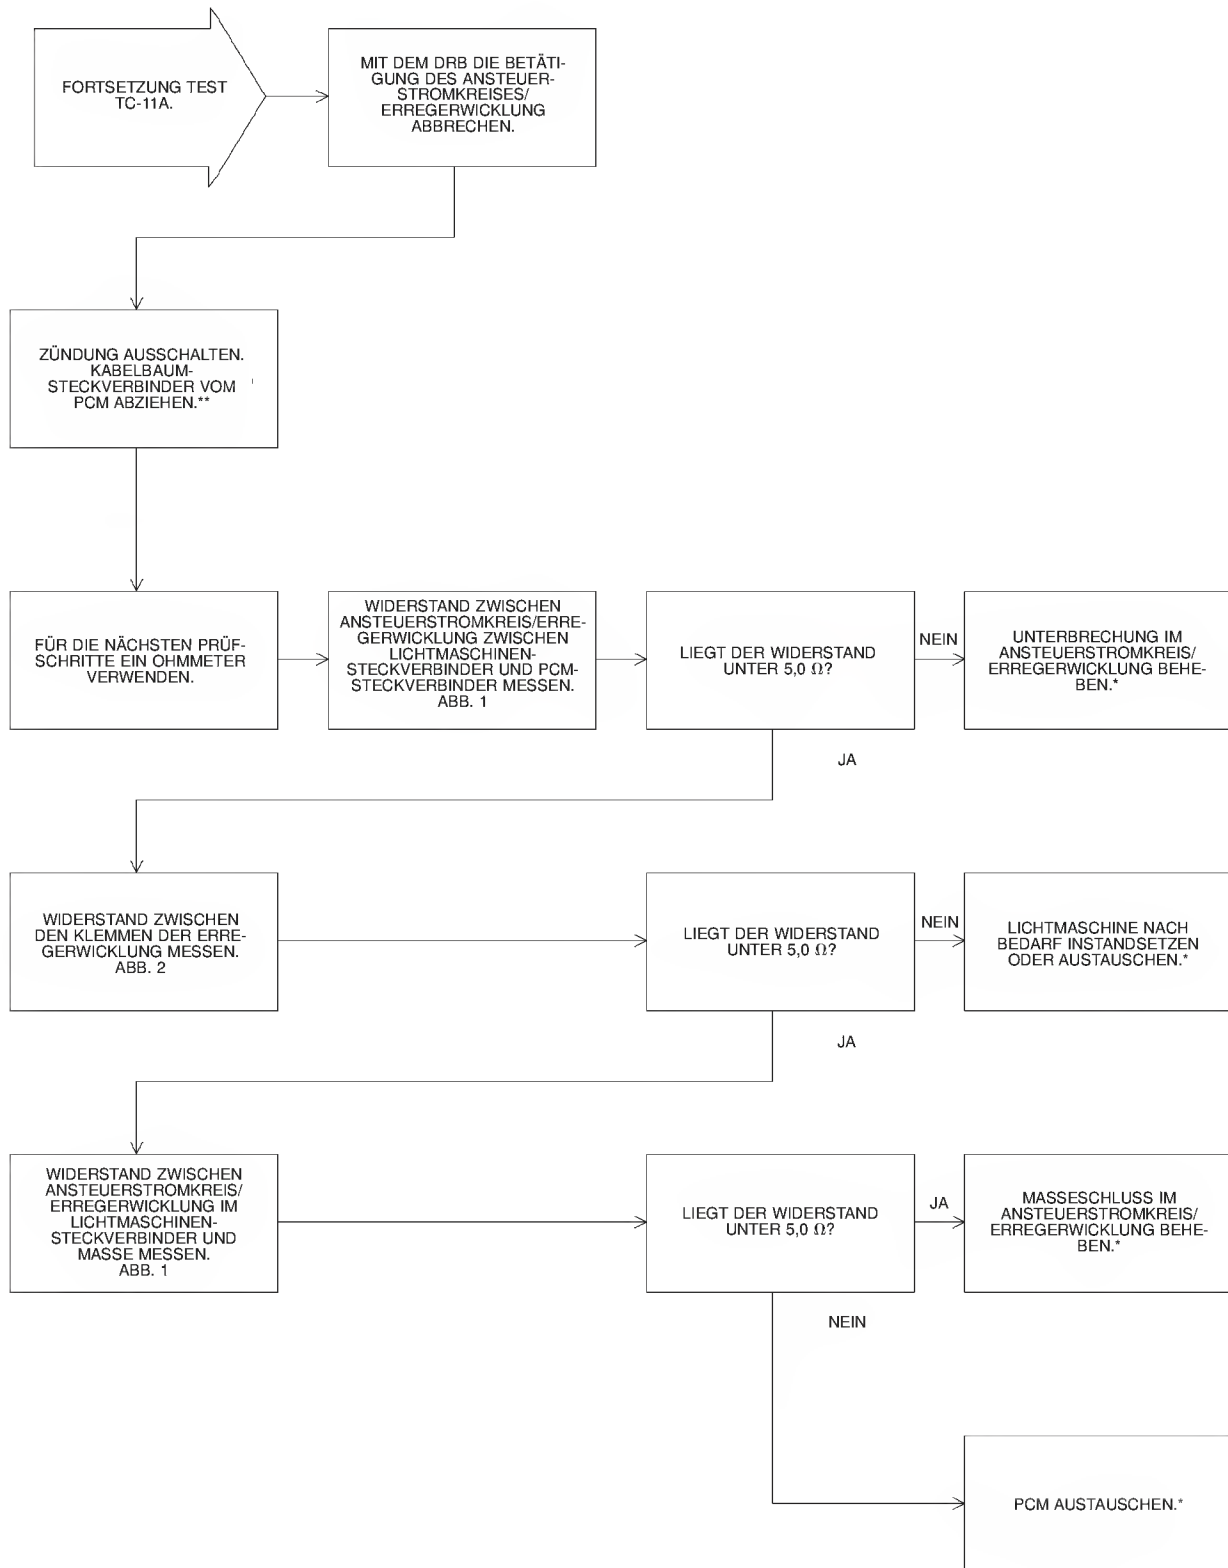 FORTSETZUNG TEST
TC-11A.
MIT DEM DRB DIE BETÄTI-
GUNG DES ANSTEUER-
STROMKREISES/
ERREGERWICKLUNG
ABBRECHEN.
ZÜNDUNG AUSSCHALTEN.
KABELBAUM-
STECKVERBINDER VOM
PCM ABZIEHEN.**
FÜR DIE NÄCHSTEN PRÜF-
SCHRITTE EIN OHMMETER
VERWENDEN.
WIDERSTAND ZWISCHEN
ANSTEUERSTROMKREIS/ERRE-
GERWICKLUNG ZWISCHEN
LICHTMASCHINEN-
STECKVERBINDER UND PCM-
STECKVERBINDER MESSEN.
ABB. 1
LIEGT DER WIDERSTAND
UNTER 5,0 Ω?
NEIN
UNTERBRECHUNG IM
ANSTEUERSTROMKREIS/
ERREGERWICKLUNG BEHE-
BEN.*
JA
WIDERSTAND ZWISCHEN
DEN KLEMMEN DER ERRE-
GERWICKLUNG MESSEN.
ABB. 2
LIEGT DER WIDERSTAND
UNTER 5,0 Ω?
NEIN
LICHTMASCHINE NACH
BEDARF INSTANDSETZEN
ODER AUSTAUSCHEN.*
JA
WIDERSTAND ZWISCHEN
ANSTEUERSTROMKREIS/
ERREGERWICKLUNG IM
LICHTMASCHINEN-
STECKVERBINDER UND
MASSE MESSEN.
ABB. 1
LIEGT DER WIDERSTAND
UNTER 5,0 Ω?
JA
MASSESCHLUSS IM
ANSTEUERSTROMKREIS/
ERREGERWICKLUNG BEHE-
BEN.*
NEIN
PCM AUSTAUSCHEN.*